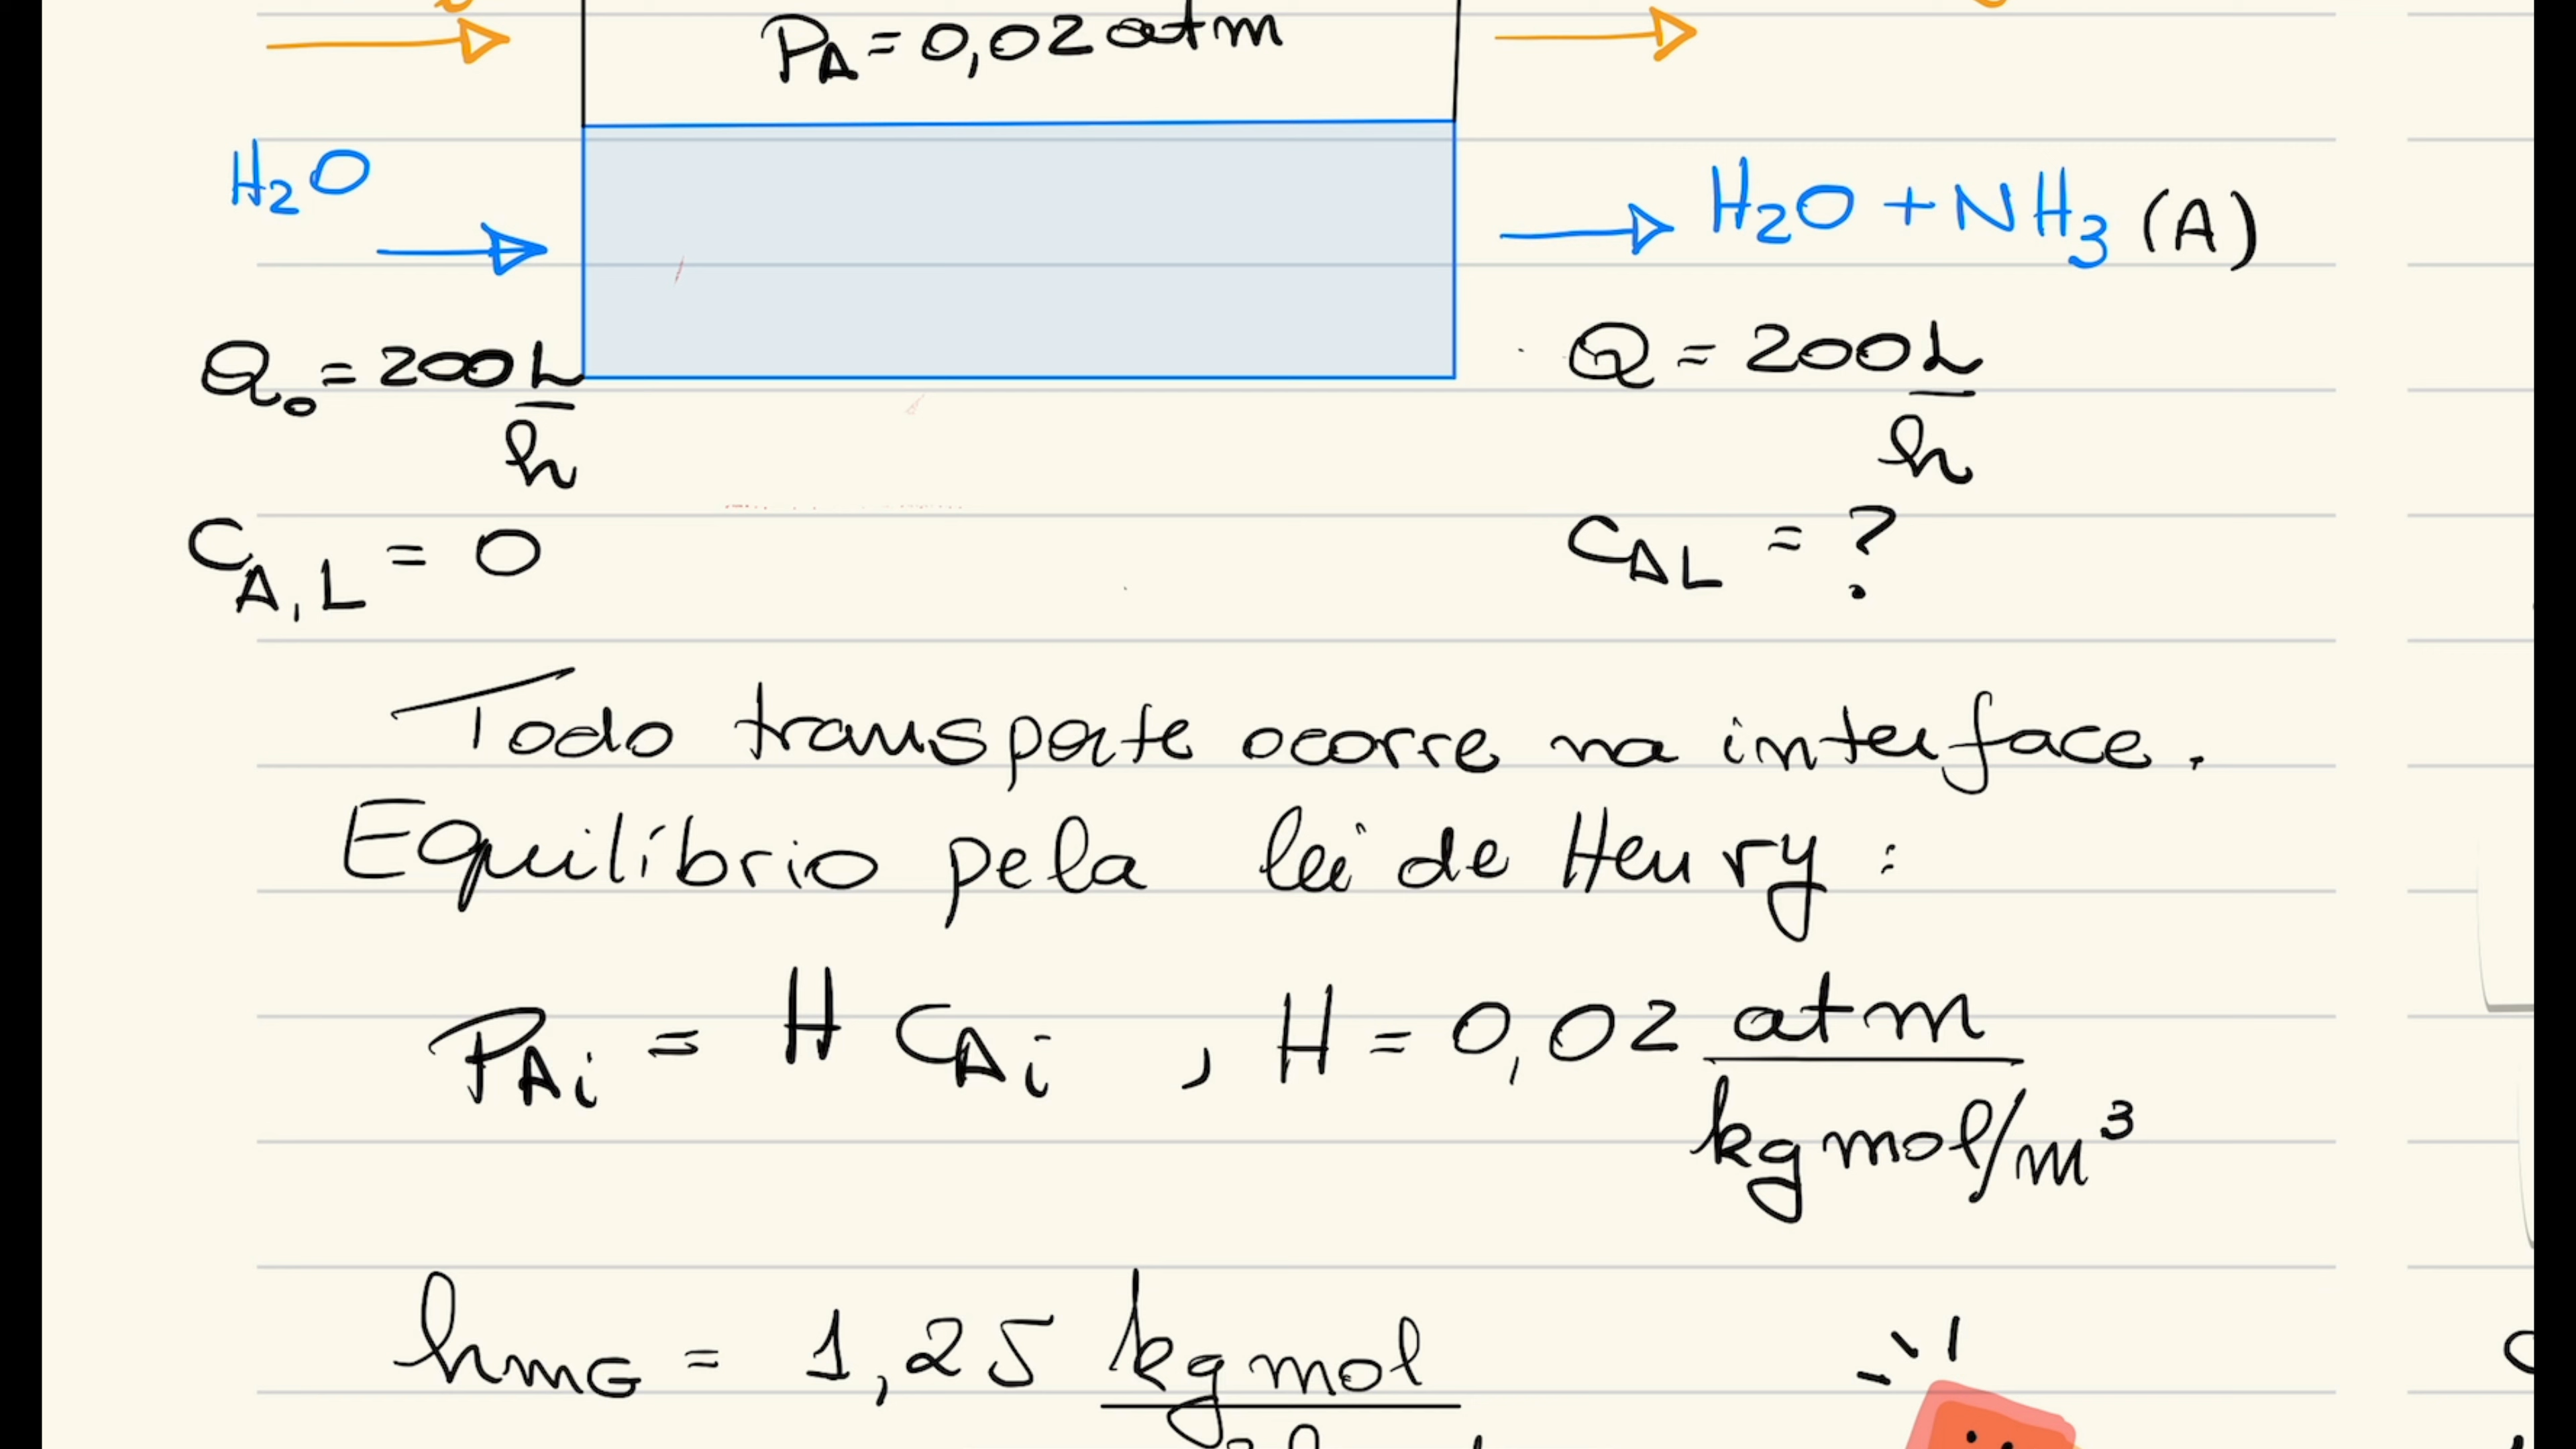 PA = 0,02 atm
H2O
H2O + NH3 (A)
Q0 = 200 L/h
Q = 200 L/h
CA,L = 0
CAL = ?
Todo transporte ocorre na interface.
Equilíbrio pela lei de Henry :
PAi = H CAi , H = 0,02 atm
kgmol/m³
hmG = 1,25 kgmol